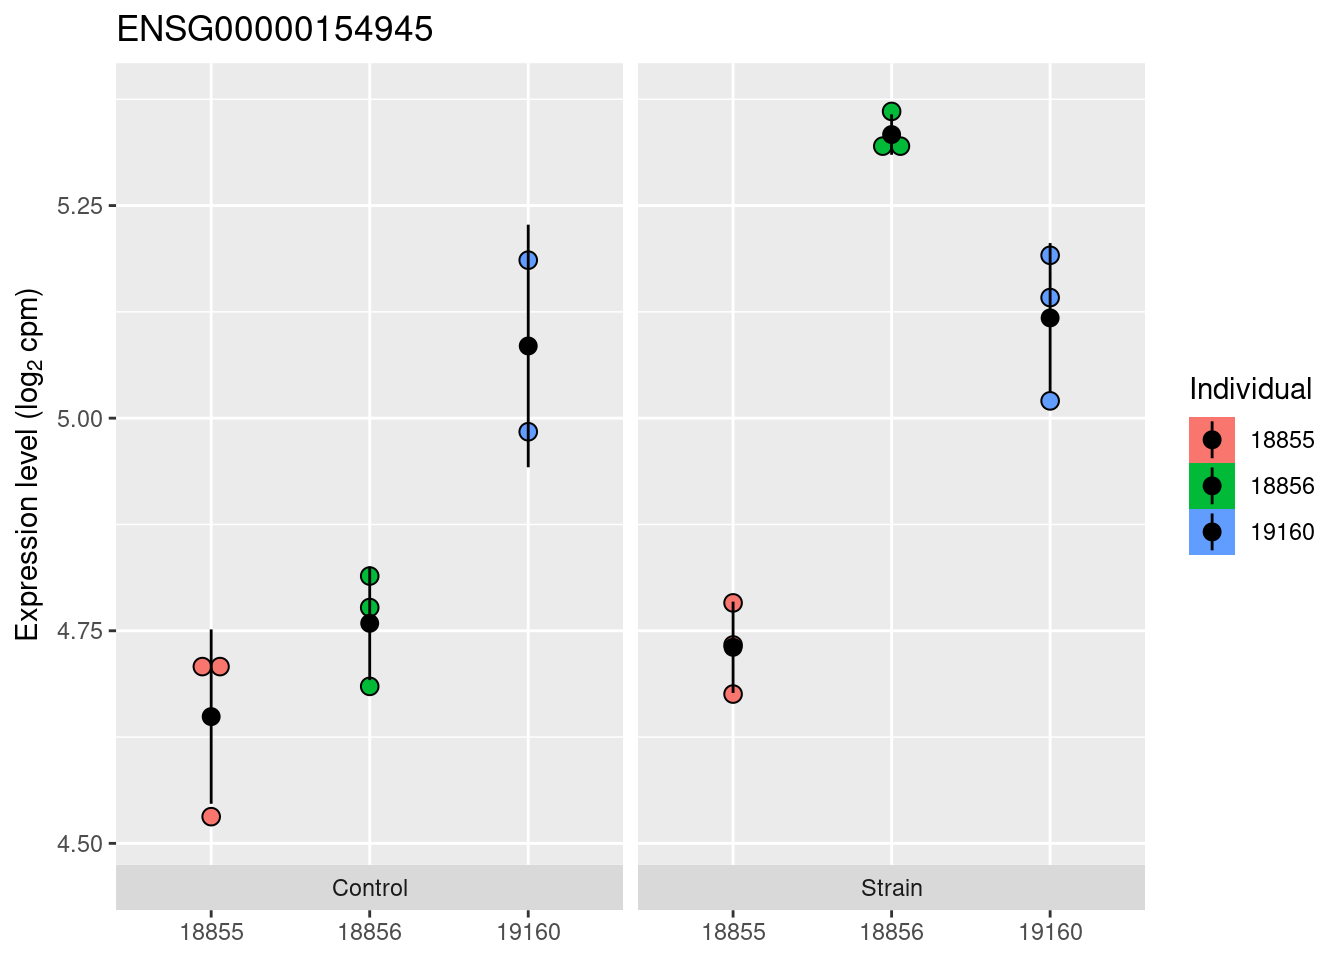 ENSG00000154945
Expression level (log₂ cpm)
5.25
5.00
4.75
4.50
Control
Strain
18855
18856
19160
18855
18856
19160
Individual
18855
18856
19160